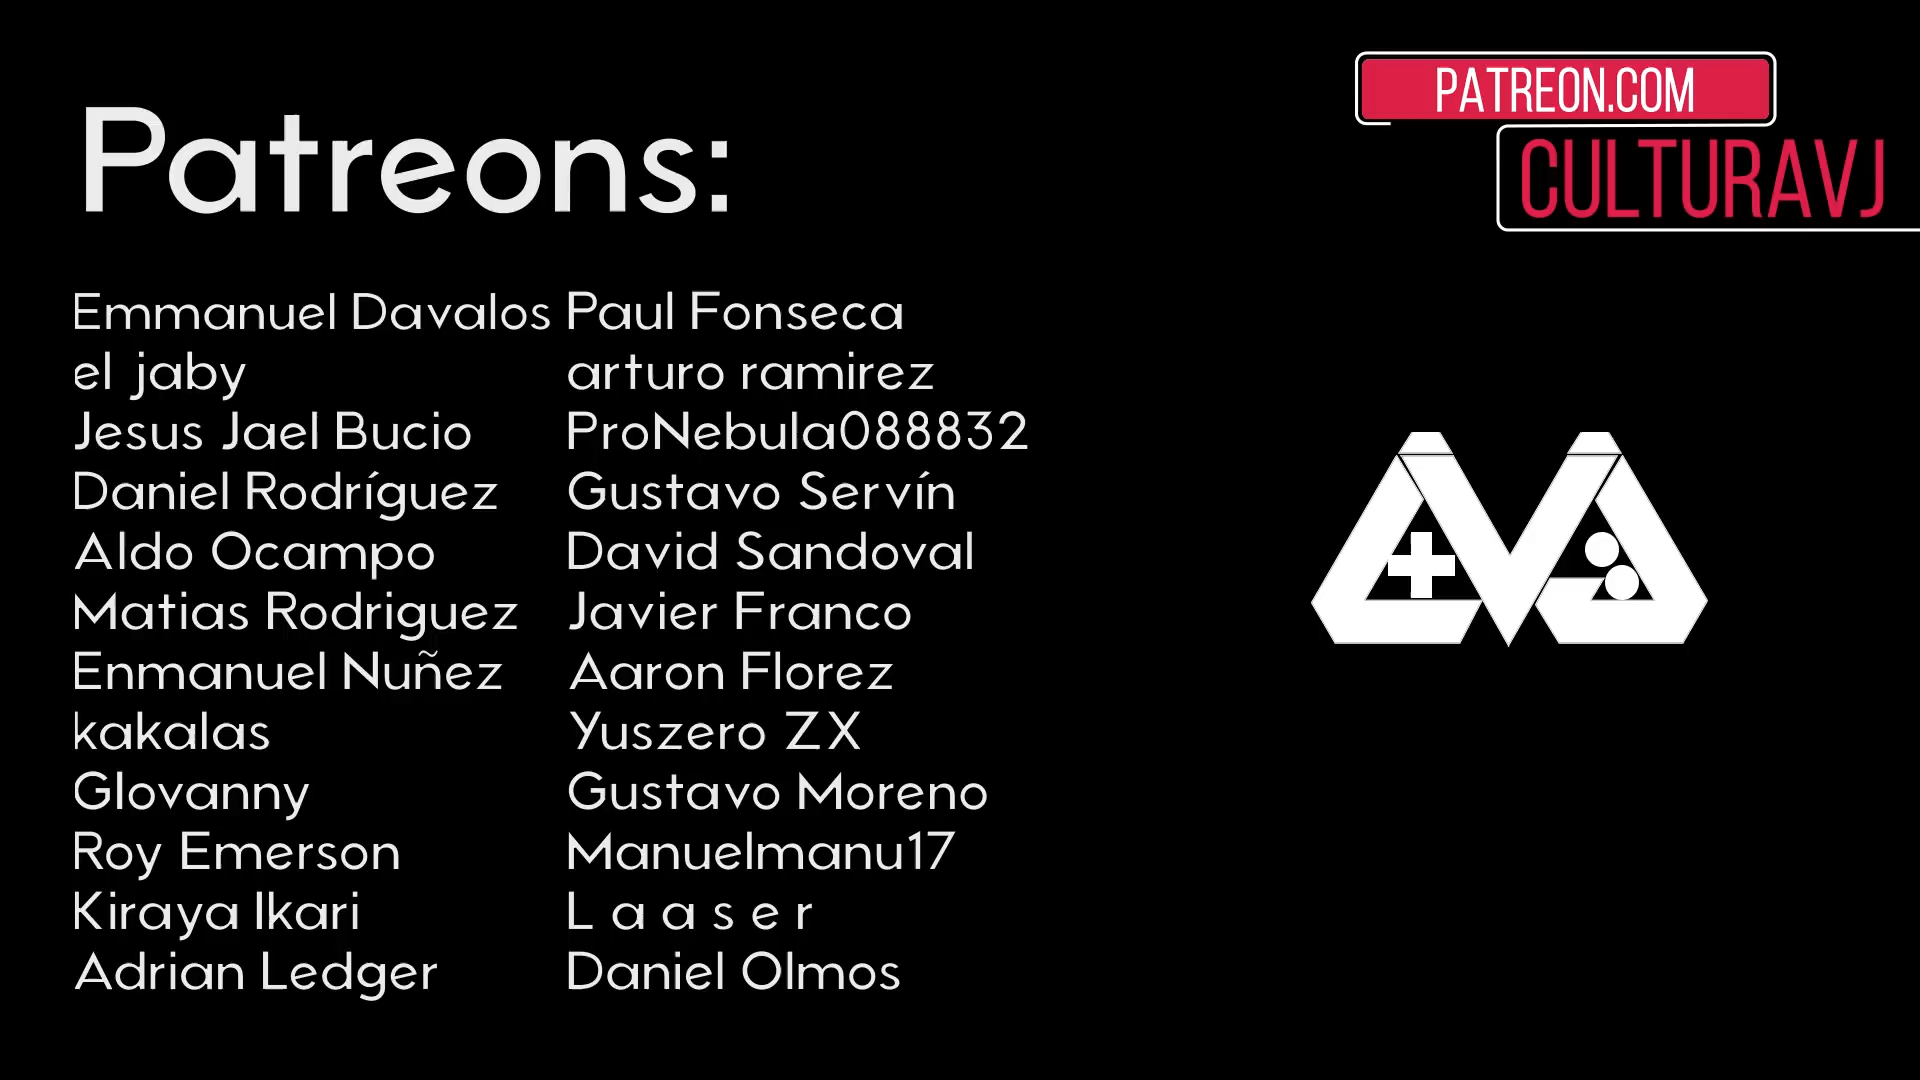 Patreons:
PATREON.COM
CULTURAVJ
Emmanuel Davalos
el jaby
Jesus Jael Bucio
Daniel Rodríguez
Aldo Ocampo
Matias Rodriguez
Enmanuel Nuñez
kakalas
GIovanny
Roy Emerson
Kiraya Ikari
Adrian Ledger
Paul Fonseca
arturo ramirez
ProNebula088832
Gustavo Servín
David Sandoval
Javier Franco
Aaron Florez
Yuszero ZX
Gustavo Moreno
Manuelmanu17
L a a s e r
Daniel Olmos